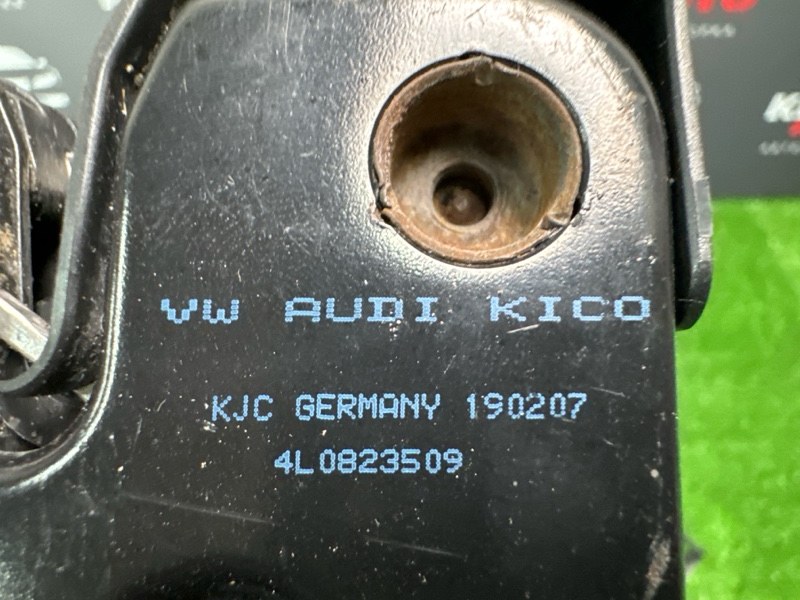 VW AUDI KICO
KJC GERMANY 190207
4L0823509